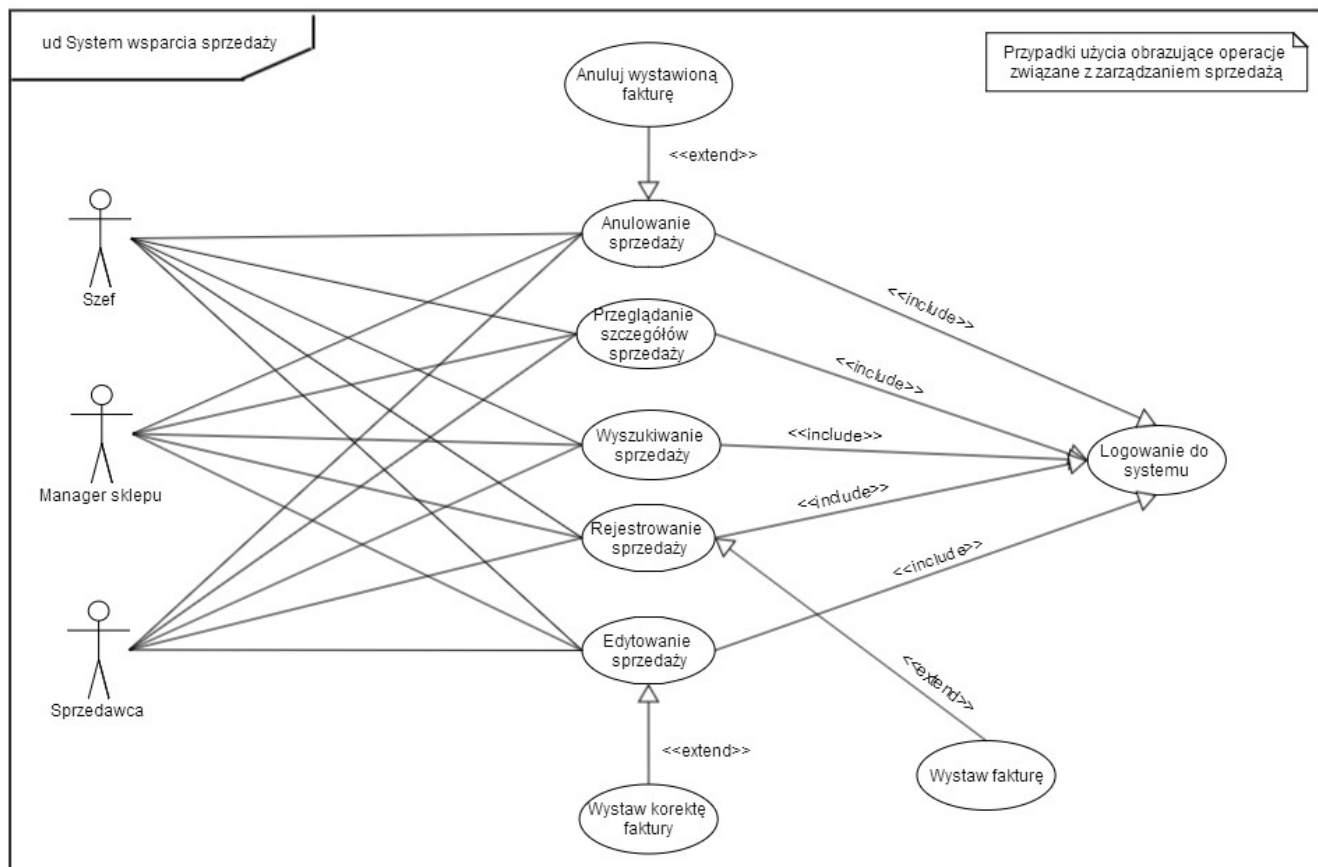 ud System wsparcia sprzedaży
Przypadki użycia obrazujące operacje
związane z zarządzaniem sprzedażą
Anuluj wystawioną
fakturę
<<extend>>
Szef
Anulowanie
sprzedaży
<<include>>
Przeglądanie
szczegółów
sprzedaży
<<include>>
Manager sklepu
Wyszukiwanie
sprzedaży
<<include>>
Logowanie do
systemu
Rejestrowanie
sprzedaży
<<include>>
Sprzedawca
Edytowanie
sprzedaży
<<include>>
<<extend>>
<<extend>>
Wystaw korektę
faktury
Wystaw fakturę